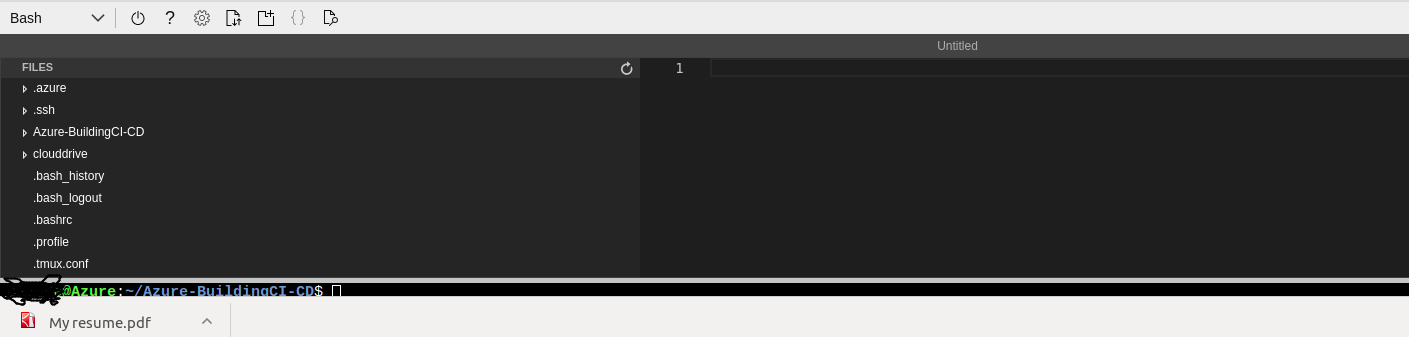 Bash
?
{}
Untitled
FILES
1
.azure
.ssh
Azure-BuildingCI-CD
clouddrive
.bash_history
.bash_logout
.bashrc
.profile
.tmux.conf
@Azure:~/Azure-BuildingCI-CD$
My resume.pdf